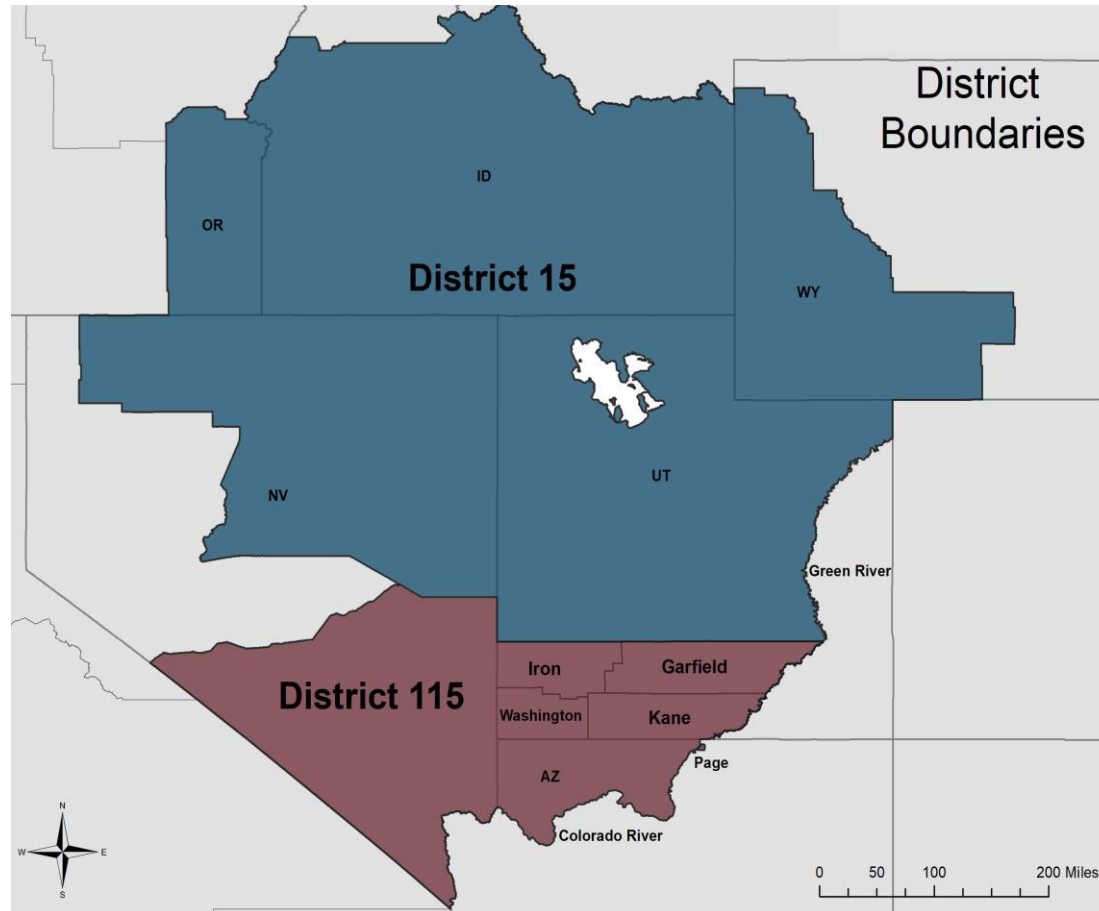 District
Boundaries
ID
OR
District 15
WY
UT
NV
Green River
Iron
Garfield
District 115
Washington
Kane
Page
AZ
Colorado River
N
W
E
S
0 50 100 200 Miles